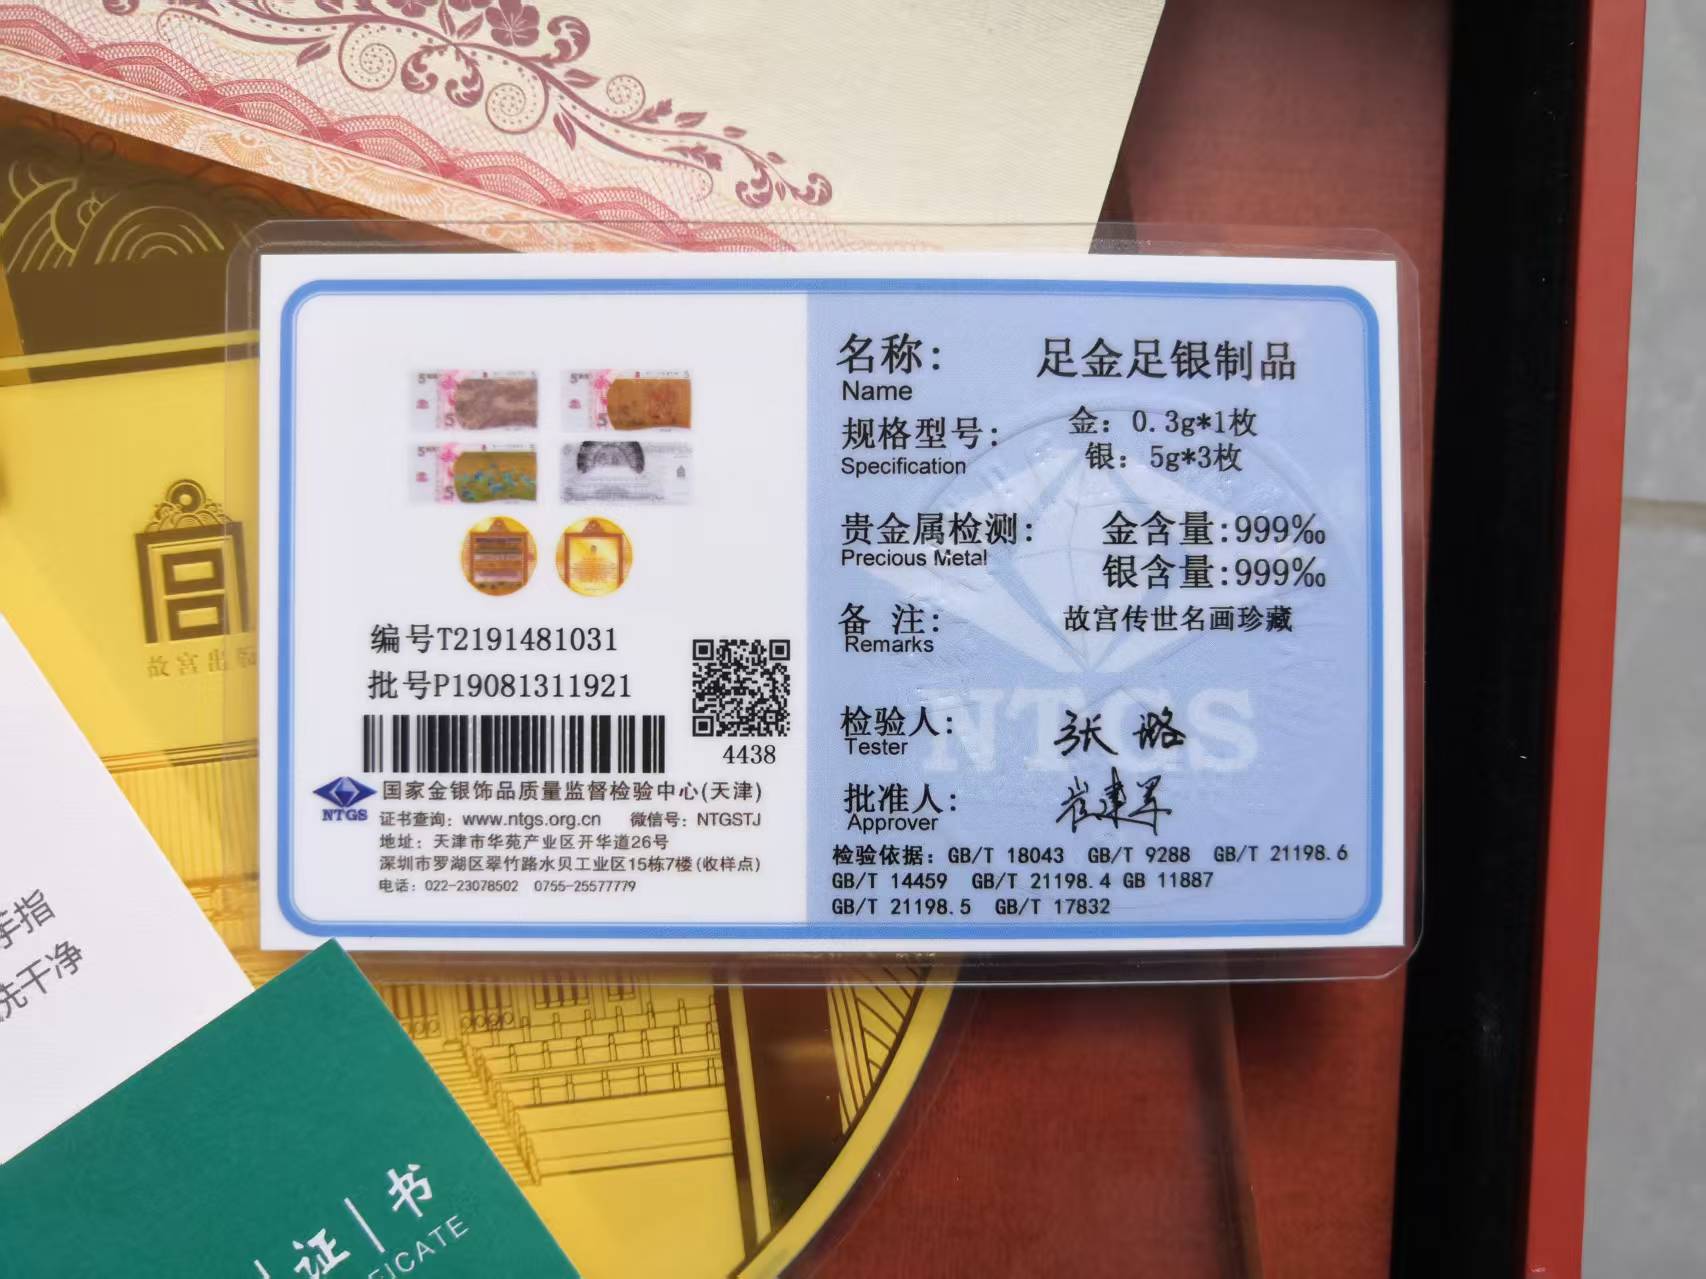 名称： 足金足银制品
Name
规格型号： 金：0.3g*1枚
Specification 银：5g*3枚
贵金属检测： 金含量:999‰
Precious Metal 银含量:999‰
备 注： 故宫传世名画珍藏
Remarks
检验人：
Tester
批准人：
Approver
检验依据：GB/T 18043 GB/T 9288 GB/T 21198.6
GB/T 14459 GB/T 21198.4 GB 11887
GB/T 21198.5 GB/T 17832
NTGS
编号T2191481031
批号P19081311921
4438
NTGS
国家金银饰品质量监督检验中心(天津)
证书查询：www.ntgs.org.cn 微信号：NTGSTJ
地址：天津市华苑产业区开华道26号
深圳市罗湖区翠竹路水贝工业区15栋7楼(收样点)
电话：022-23078502 0755-25577779
故宫出版
手指
洗干净
证｜书
FICATE